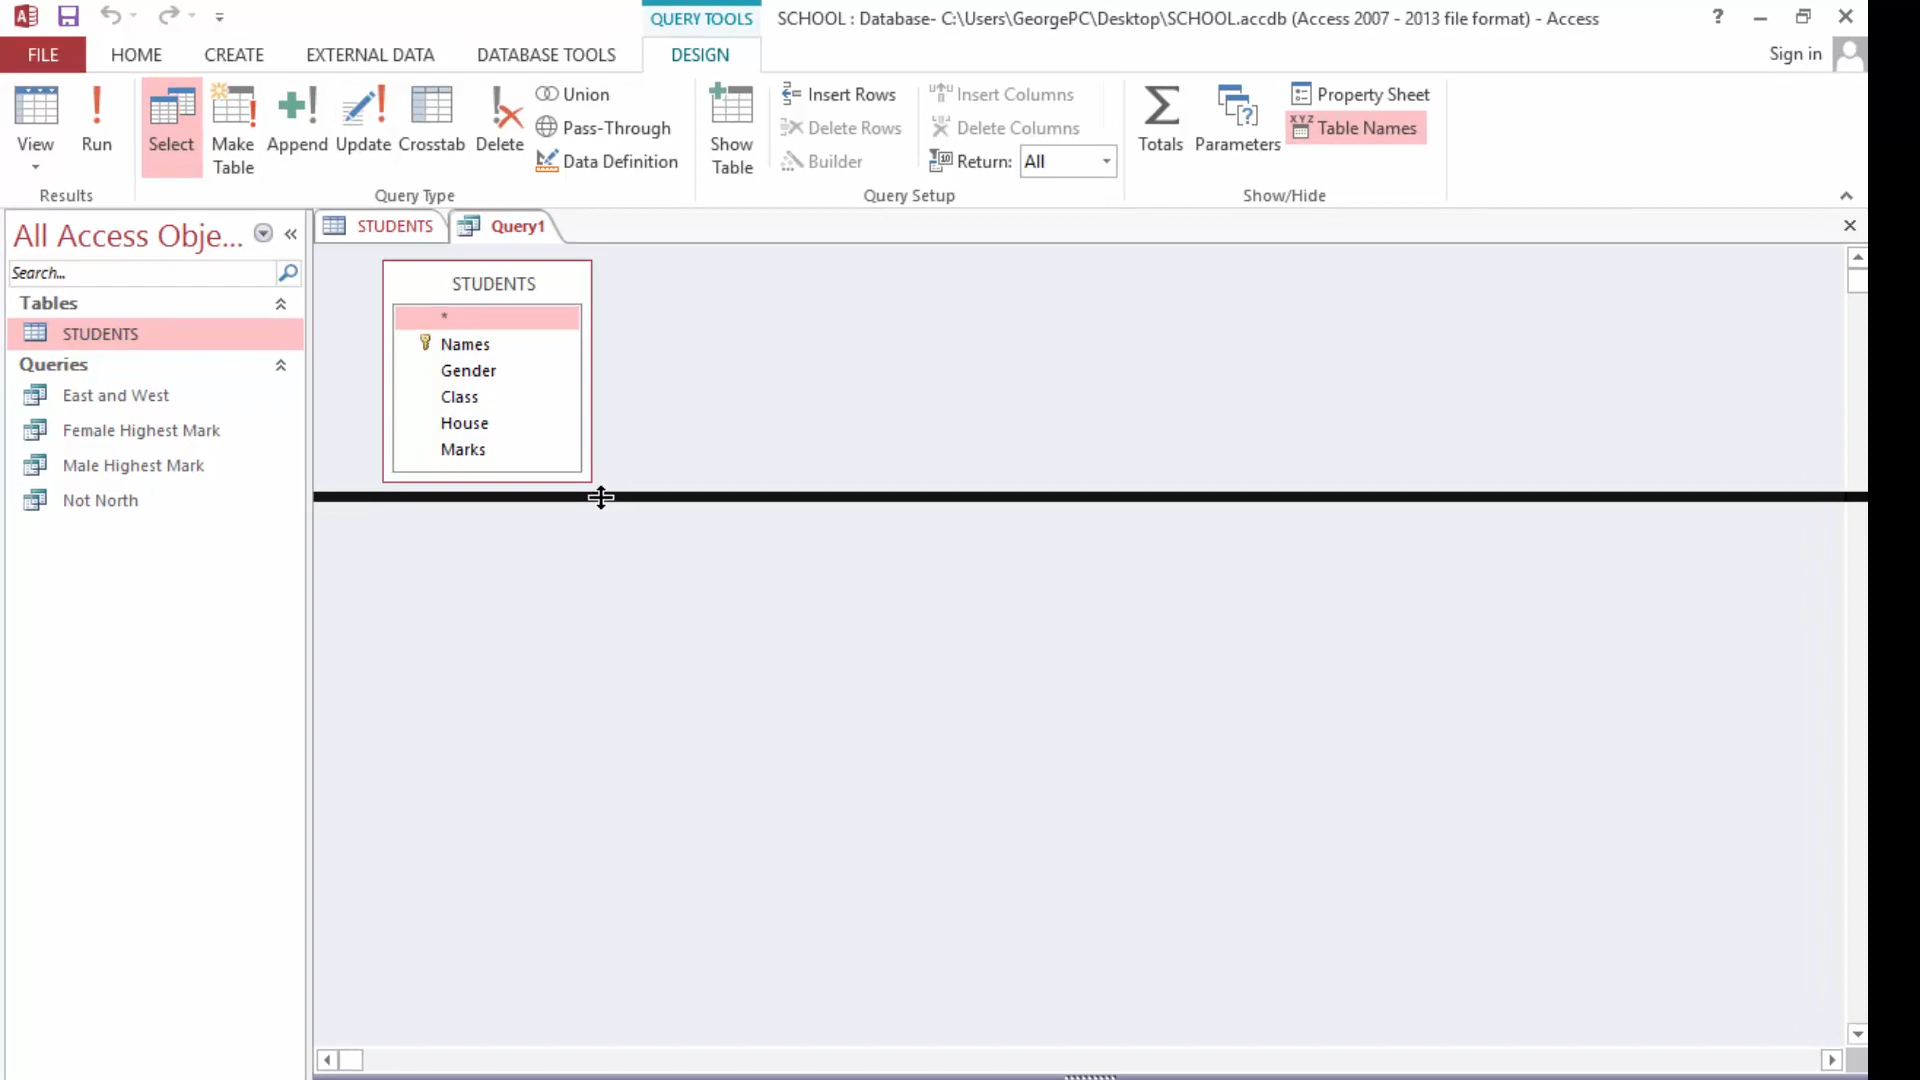 QUERY TOOLS
SCHOOL : Database- C:\Users\GeorgePC\Desktop\SCHOOL.accdb (Access 2007 - 2013 file format) - Access
?
FILE
HOME
CREATE
EXTERNAL DATA
DATABASE TOOLS
DESIGN
Sign in
View
Run
Results
Select
Make Table
Append
Update
Crosstab
Delete
Union
Pass-Through
Data Definition
Query Type
Show Table
Insert Rows
Delete Rows
Builder
Insert Columns
Delete Columns
Return: All
Query Setup
Totals
Parameters
Property Sheet
Table Names
Show/Hide
All Access Obje...
Search...
Tables
STUDENTS
Queries
East and West
Female Highest Mark
Male Highest Mark
Not North
STUDENTS
Query1
STUDENTS
*
Names
Gender
Class
House
Marks